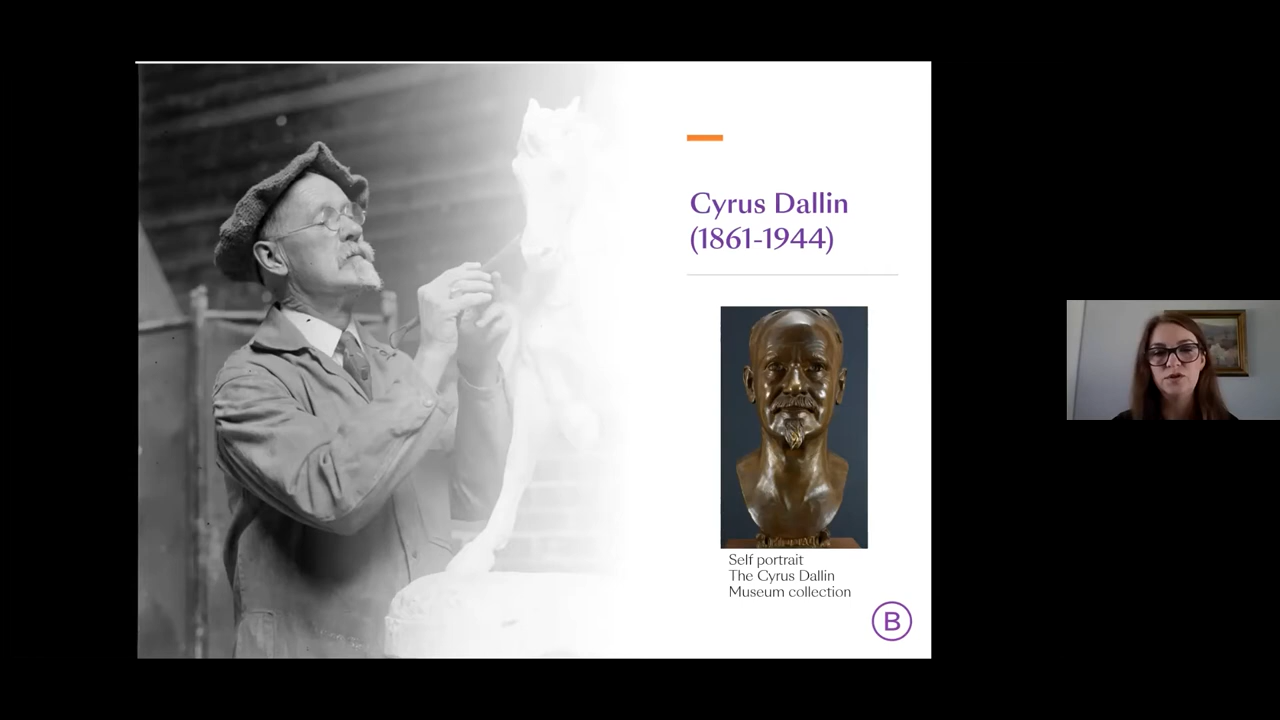 Cyrus Dallin
(1861-1944)
Self portrait
The Cyrus Dallin
Museum collection
B